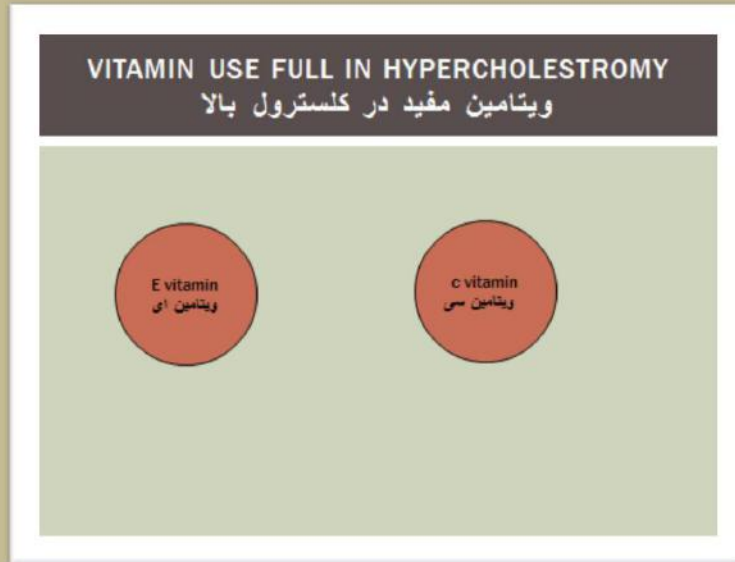 VITAMIN USE FULL IN HYPERCHOLESTROMY
ویتامین مفید در کلسترول بالا
E vitamin
ویتامین ای
c vitamin
ویتامین سی